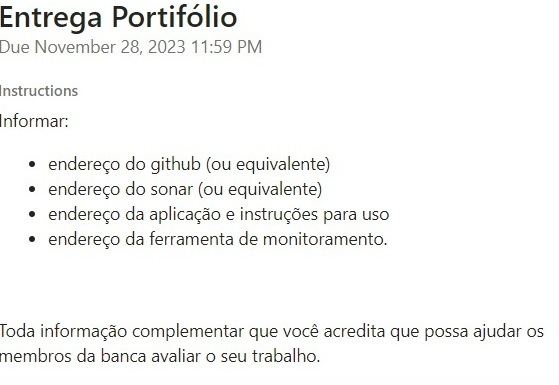 Entrega Portifólio
Due November 28, 2023 11:59 PM
Instructions
Informar:
• endereço do github (ou equivalente)
• endereço do sonar (ou equivalente)
• endereço da aplicação e instruções para uso
• endereço da ferramenta de monitoramento.
Toda informação complementar que você acredita que possa ajudar os
membros da banca avaliar o seu trabalho.